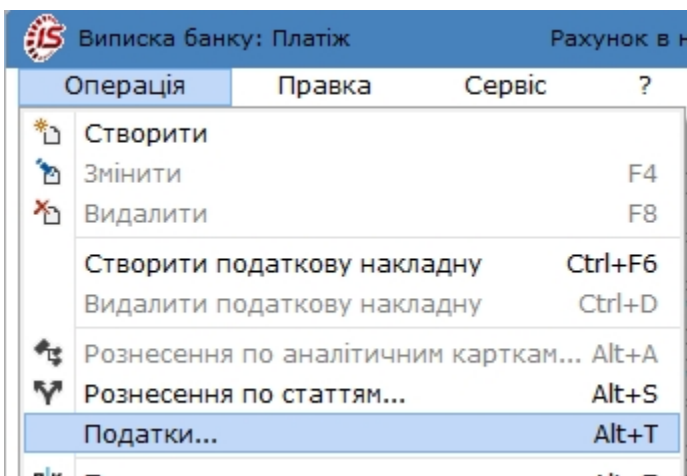 IS Виписка банку: Платіж Рахунок в
Операція Правка Сервіс ?
Створити
Змінити F4
Видалити F8
Створити податкову накладну Ctrl+F6
Видалити податкову накладну Ctrl+D
Рознесення по аналітичним карткам... Alt+A
Рознесення по статтям... Alt+S
Податки... Alt+T